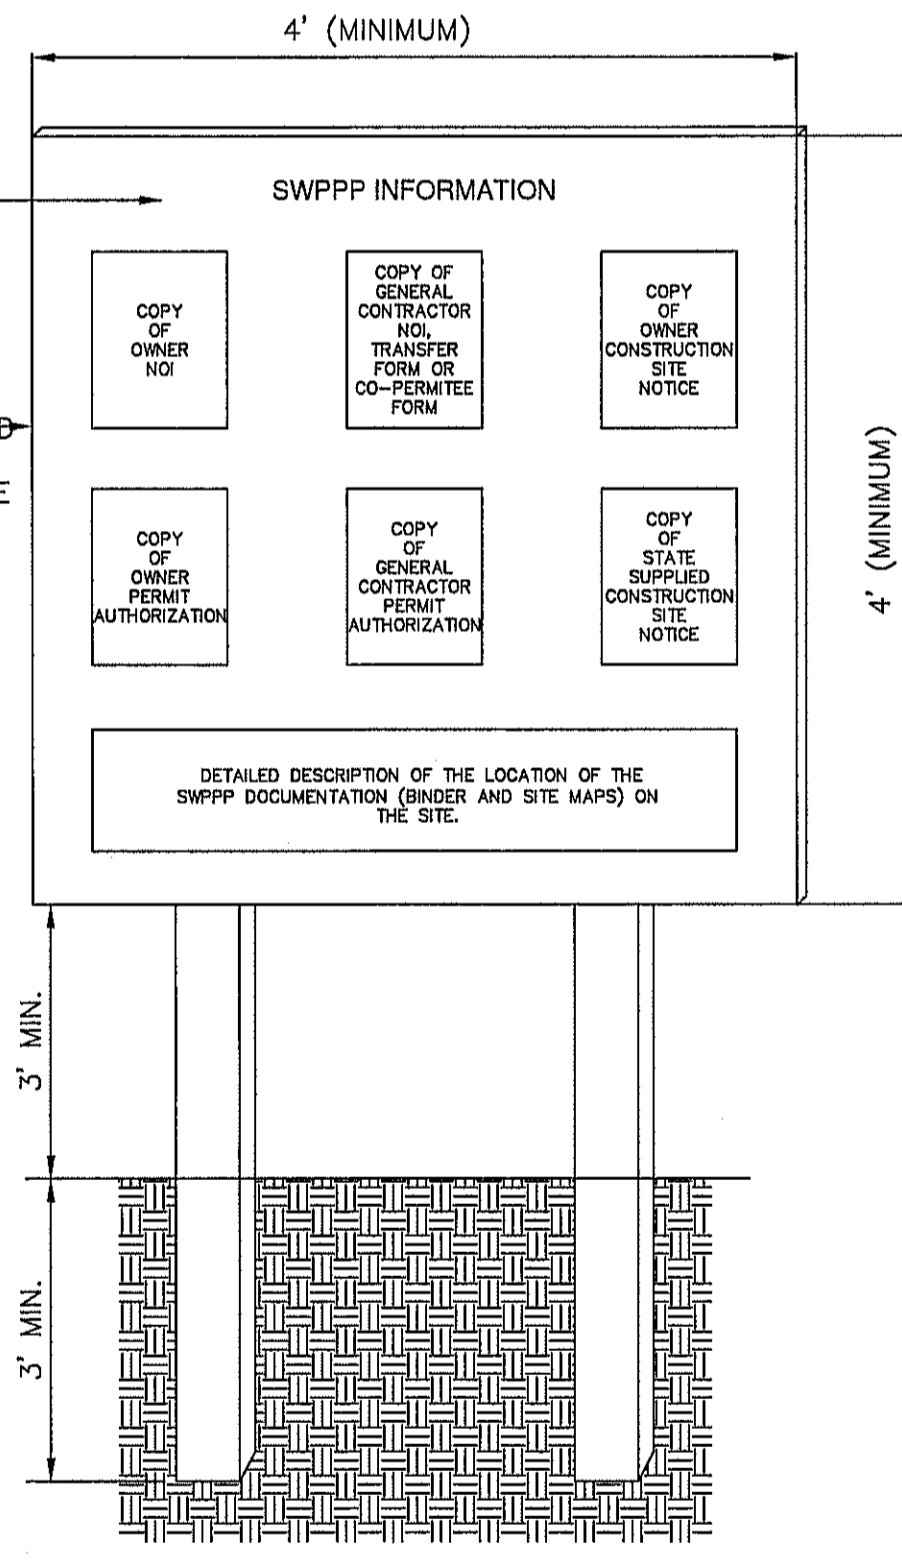 4' (MINIMUM)
SWPPP INFORMATION
COPY
OF
OWNER
NOI
COPY OF
GENERAL
CONTRACTOR
NOI,
TRANSFER
FORM OR
CO-PERMITEE
FORM
COPY
OF
OWNER
CONSTRUCTION
SITE
NOTICE
COPY
OF
OWNER
PERMIT
AUTHORIZATION
COPY
OF
GENERAL
CONTRACTOR
PERMIT
AUTHORIZATION
COPY
OF
STATE
SUPPLIED
CONSTRUCTION
SITE
NOTICE
4' (MINIMUM)
DETAILED DESCRIPTION OF THE LOCATION OF THE
SWPPP DOCUMENTATION (BINDER AND SITE MAPS) ON
THE SITE.
3' MIN.
3' MIN.